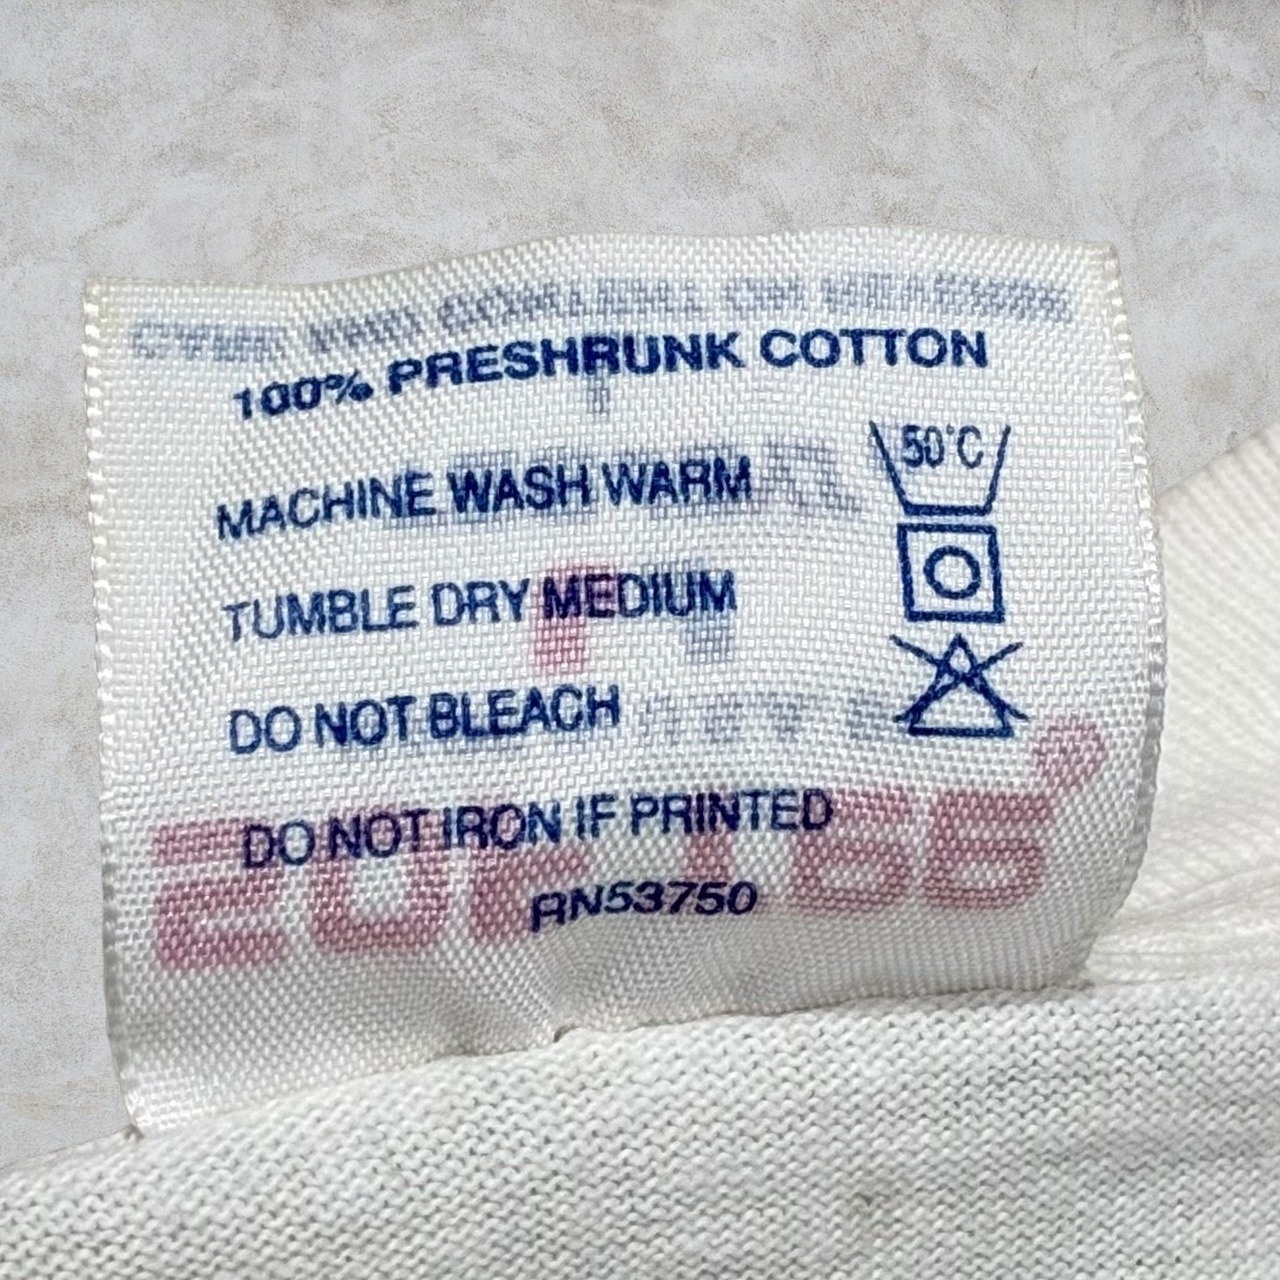 100% PRESHRUNK COTTON
MACHINE WASH WARM
50°C
TUMBLE DRY MEDIUM
DO NOT BLEACH
DO NOT IRON IF PRINTED
RN53750